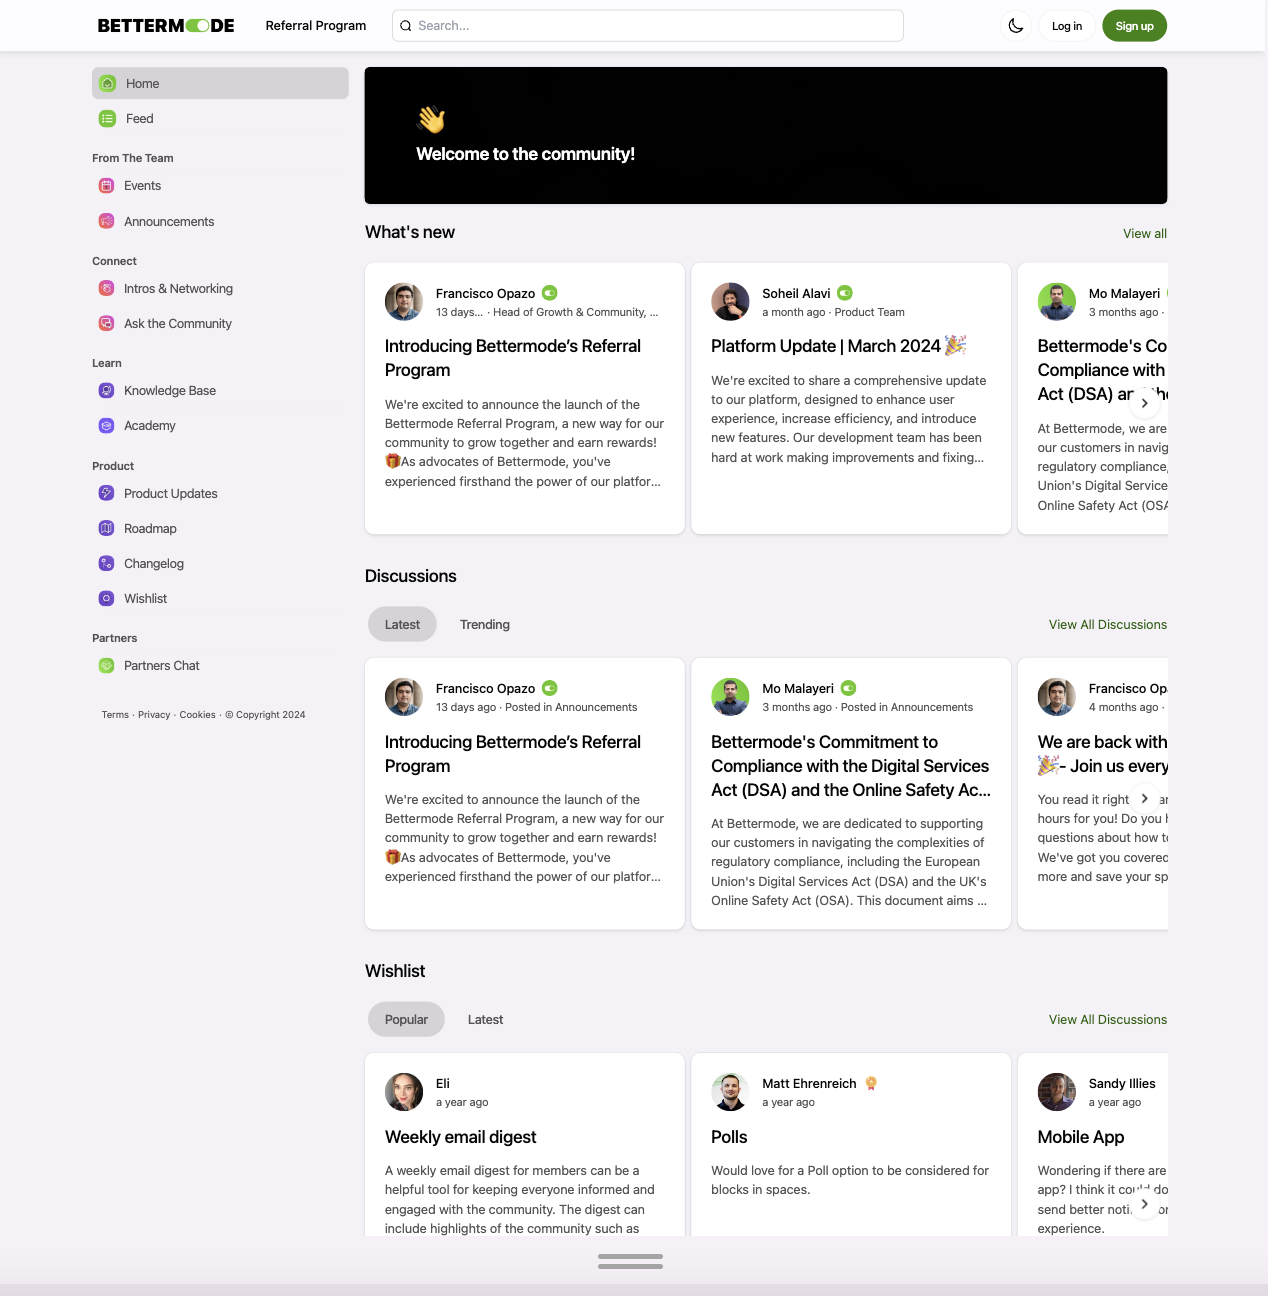 BETTERMODE
Referral Program
Search...
Log in
Sign up
Home
Feed
From The Team
Events
Announcements
Connect
Intros & Networking
Ask the Community
Learn
Knowledge Base
Academy
Product
Product Updates
Roadmap
Changelog
Wishlist
Partners
Partners Chat
Terms · Privacy · Cookies · © Copyright 2024
Welcome to the community!
What's new
View all
Francisco Opazo
13 days... · Head of Growth & Community, ...
Introducing Bettermode’s Referral
Program
We're excited to announce the launch of the
Bettermode Referral Program, a new way for our
community to grow together and earn rewards!
🎁As advocates of Bettermode, you've
experienced firsthand the power of our platfor...
Soheil Alavi
a month ago · Product Team
Platform Update | March 2024 🎉
We're excited to share a comprehensive update
to our platform, designed to enhance user
experience, increase efficiency, and introduce
new features. Our development team has been
hard at work making improvements and fixing...
Mo Malayeri
3 months ago ·
Bettermode's Co
Compliance with
Act (DSA) an
At Bettermode, we are
our customers in navig
regulatory compliance,
Union's Digital Service
Online Safety Act (OSA
Discussions
Latest
Trending
View All Discussions
Francisco Opazo
13 days ago · Posted in Announcements
Introducing Bettermode’s Referral
Program
We're excited to announce the launch of the
Bettermode Referral Program, a new way for our
community to grow together and earn rewards!
🎁As advocates of Bettermode, you've
experienced firsthand the power of our platfor...
Mo Malayeri
3 months ago · Posted in Announcements
Bettermode's Commitment to
Compliance with the Digital Services
Act (DSA) and the Online Safety Ac...
At Bettermode, we are dedicated to supporting
our customers in navigating the complexities of
regulatory compliance, including the European
Union's Digital Services Act (DSA) and the UK's
Online Safety Act (OSA). This document aims ...
Francisco Op
4 months ago ·
We are back with
🎉- Join us every
You read it right
hours for you! Do you h
questions about how to
We've got you covered
more and save your sp
Wishlist
Popular
Latest
View All Discussions
Eli
a year ago
Weekly email digest
A weekly email digest for members can be a
helpful tool for keeping everyone informed and
engaged with the community. The digest can
include highlights of the community such as
Matt Ehrenreich
a year ago
Polls
Would love for a Poll option to be considered for
blocks in spaces.
Sandy Illies
a year ago
Mobile App
Wondering if there are
app? I think it could do
send better
experience.